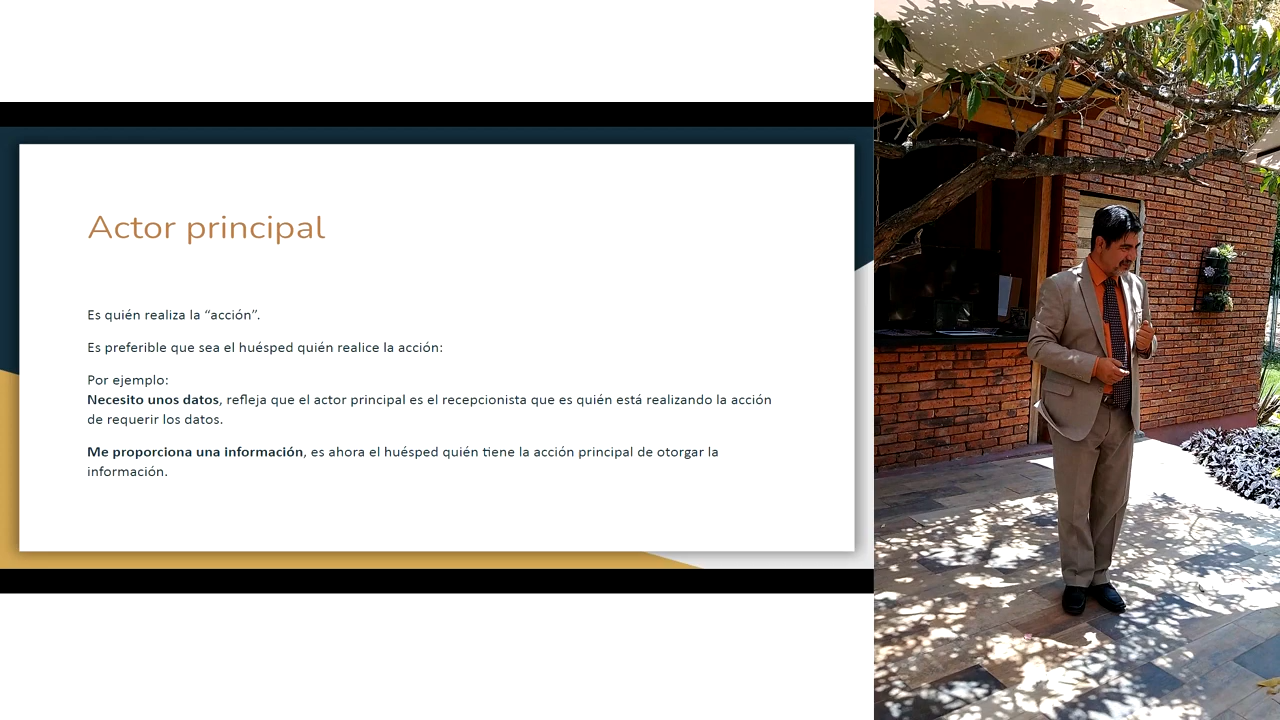 Actor principal
Es quién realiza la “acción”.
Es preferible que sea el huésped quién realice la acción:
Por ejemplo:
Necesito unos datos, refleja que el actor principal es el recepcionista que es quién está realizando la acción
de requerir los datos.
Me proporciona una información, es ahora el huésped quién tiene la acción principal de otorgar la
información.